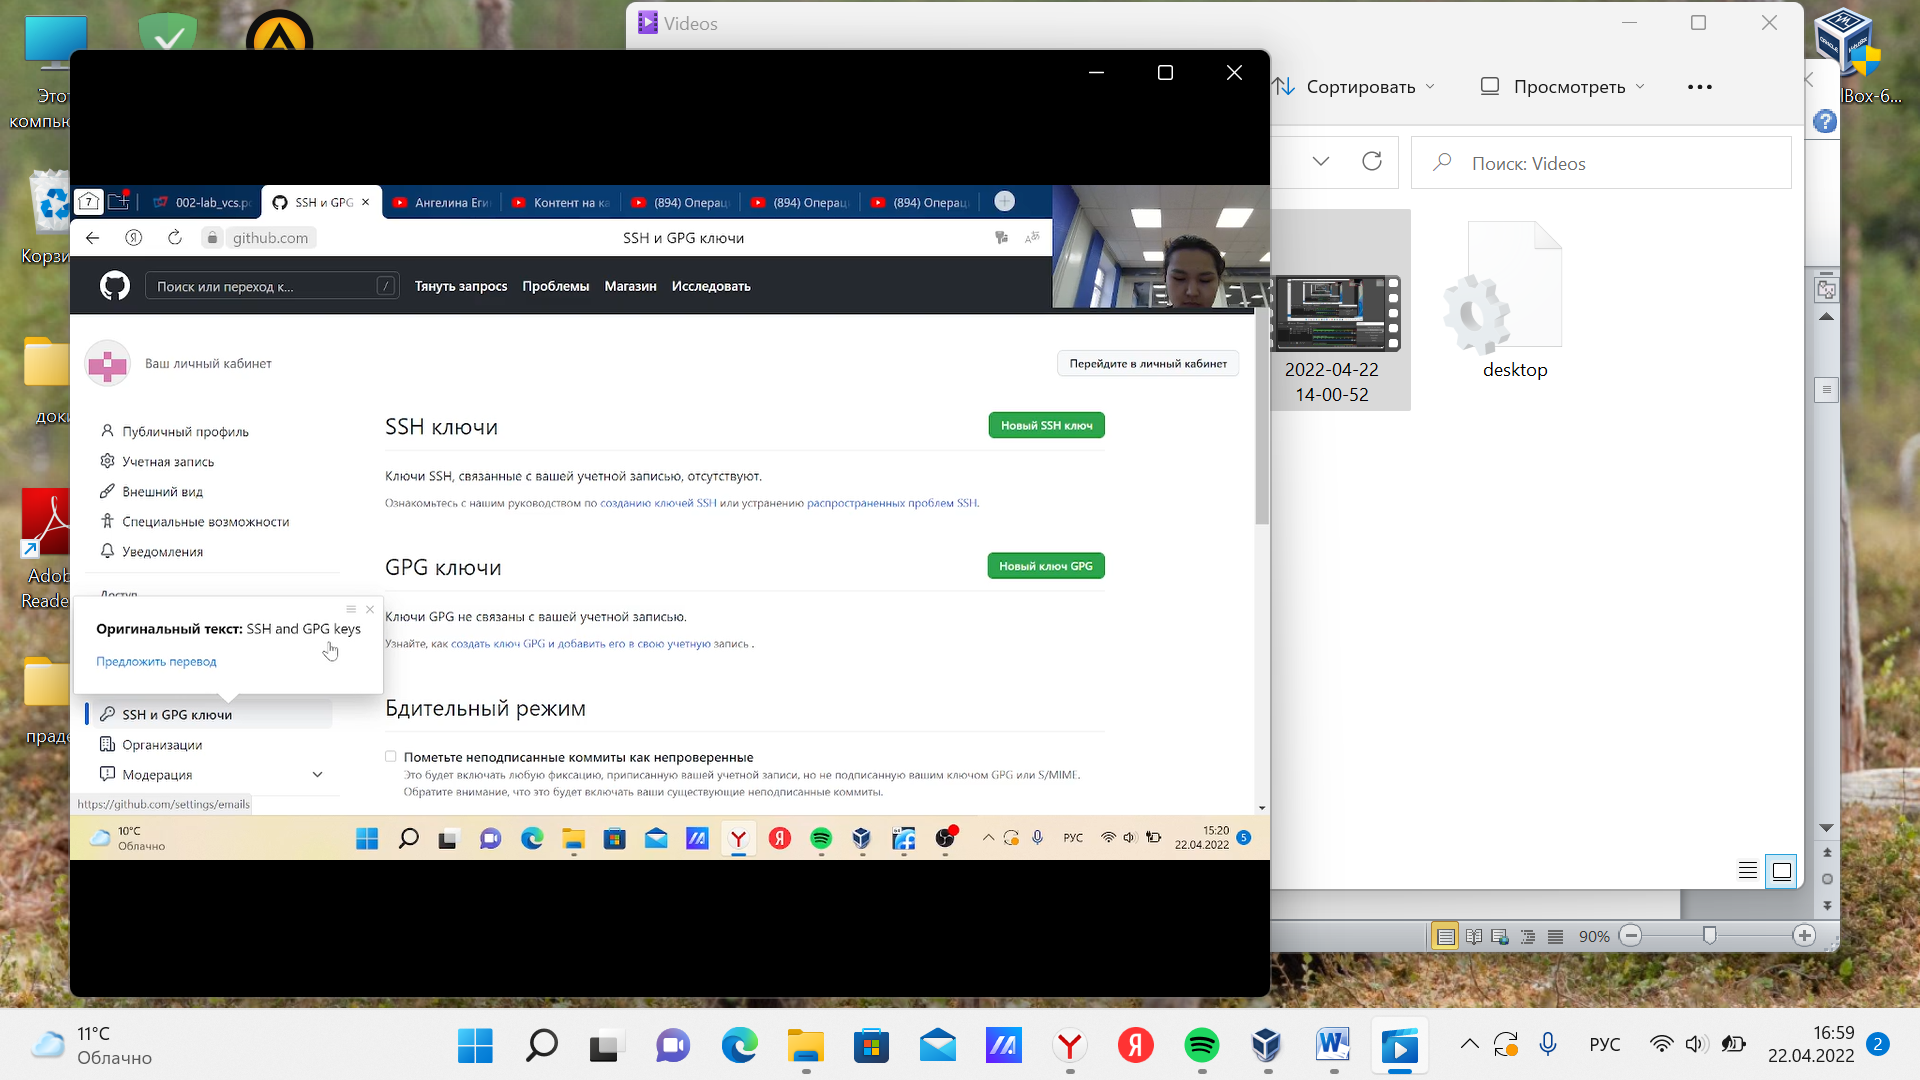 Videos
Сортировать
Просмотреть
Поиск: Videos
2022-04-22
14-00-52
desktop
90%
7
002-lab_vcs.p
SSH и GPG
Ангелина Еги
Контент на ка
(894) Операц
(894) Операц
(894) Операц
github.com
SSH и GPG ключи
Поиск или переход к...
/
Тянуть запрос
Проблемы
Магазин
Исследовать
Ваш личный кабинет
Перейдите в личный кабинет
Публичный профиль
Учетная запись
Внешний вид
Специальные возможности
Уведомления
Оригинальный текст: SSH and GPG keys
Предложить перевод
SSH и GPG ключи
Организации
Модерация
https://github.com/settings/emails
SSH ключи
Новый SSH ключ
Ключи SSH, связанные с вашей учетной записью, отсутствуют.
Ознакомьтесь с нашим руководством по созданию ключей SSH или устранению распространенных проблем SSH.
GPG ключи
Новый ключ GPG
Ключи GPG не связаны с вашей учетной записью.
Узнайте, как создать ключ GPG и добавить его в свою учетную запись .
Бдительный режим
Пометьте неподписанные коммиты как непроверенные
Это будет включать любую фиксацию, приписанную вашей учетной записи, но не подписанную вашим ключом GPG или S/MIME.
Обратите внимание, что это будет включать ваши существующие неподписанные коммиты.
10°C
Облачно
РУС
15:20
22.04.2022
5
Этот
компьк
Корзи
доки
Adob
Reade
праде
lBox-6...
11°C
Облачно
РУС
16:59
22.04.2022
2